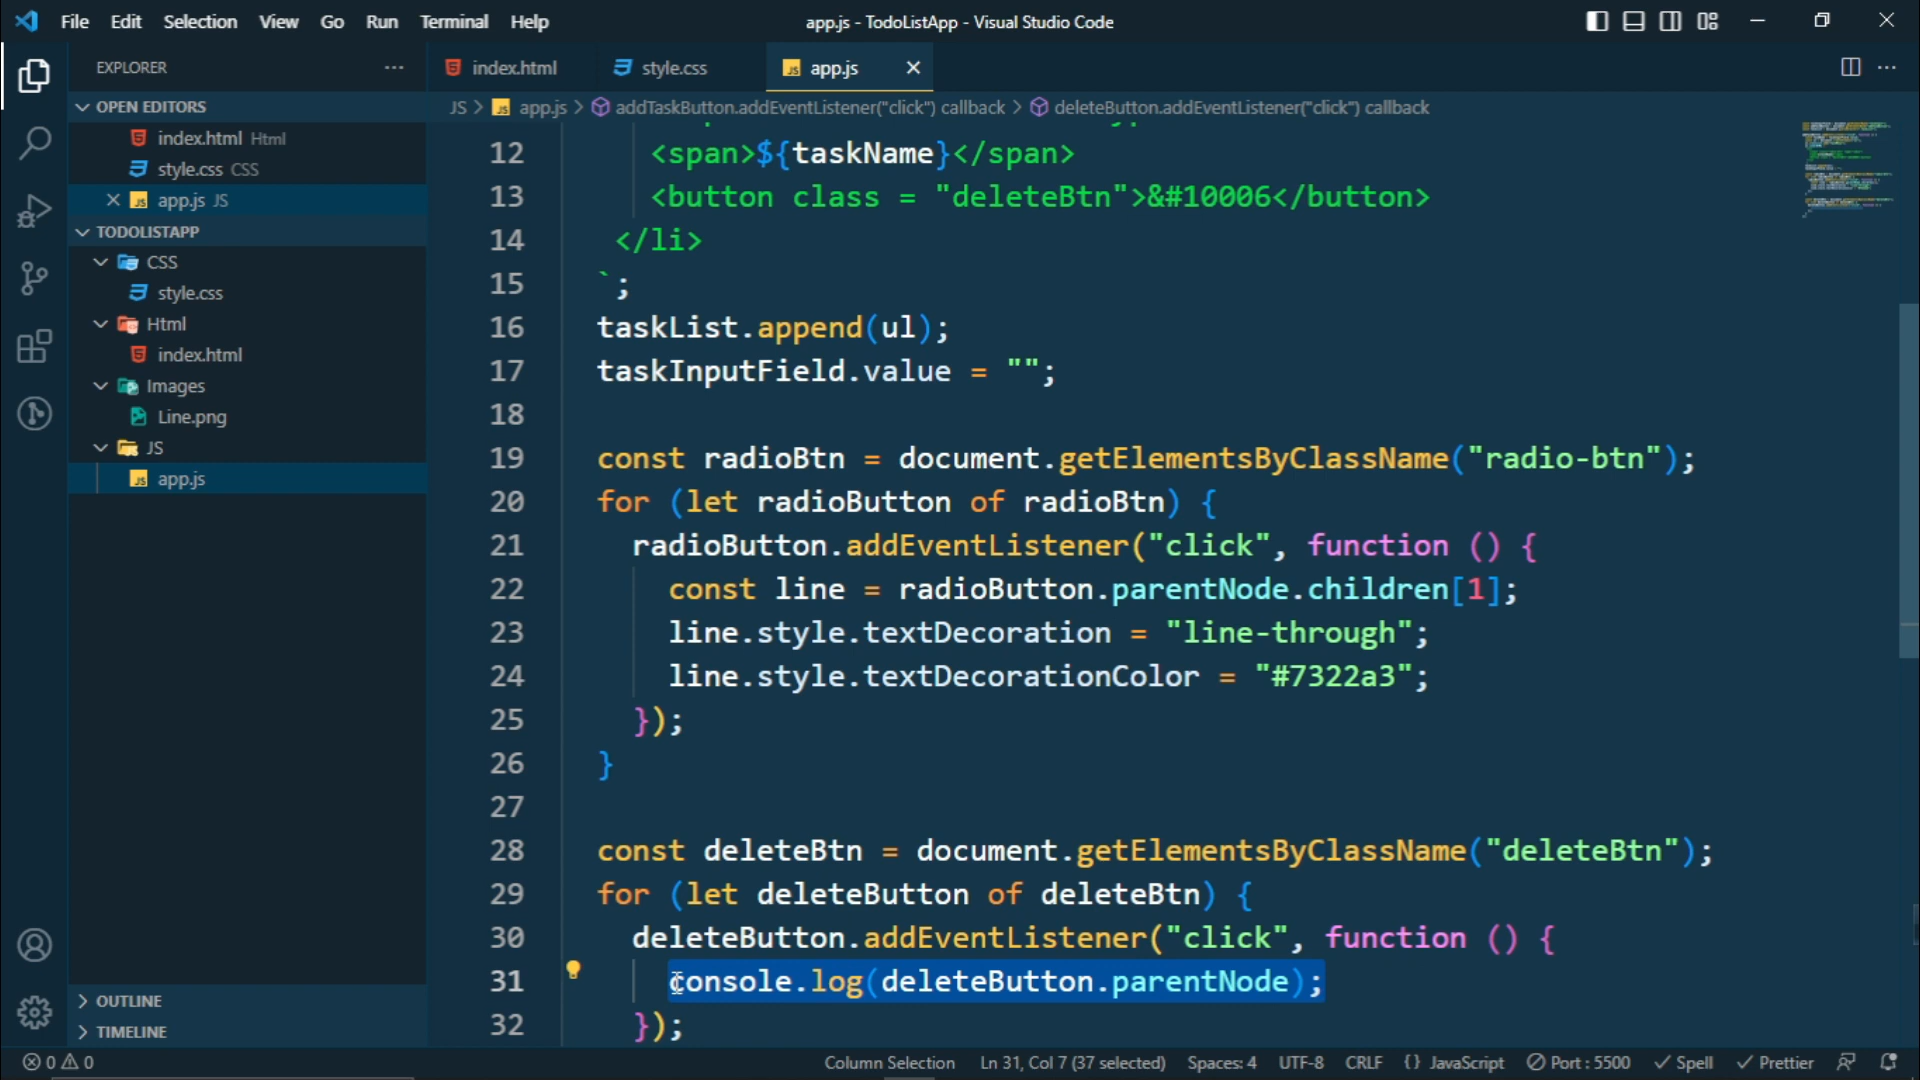 File Edit Selection View Go Run Terminal Help
app.js - TodoListApp - Visual Studio Code
EXPLORER
OPEN EDITORS
index.html Html
style.css CSS
app.js JS
TODOLISTAPP
CSS
style.css
Html
index.html
Images
Line.png
JS
app.js
OUTLINE
TIMELINE
index.html style.css app.js
JS > app.js > addTaskButton.addEventListener("click") callback > deleteButton.addEventListener("click") callback
12 <span>${taskName}</span>
13 <button class = "deleteBtn">&#10006</button>
14 </li>
15 `;
16 taskList.append(ul);
17 taskInputField.value = "";
18
19 const radioBtn = document.getElementsByClassName("radio-btn");
20 for (let radioButton of radioBtn) {
21 radioButton.addEventListener("click", function () {
22 const line = radioButton.parentNode.children[1];
23 line.style.textDecoration = "line-through";
24 line.style.textDecorationColor = "#7322a3";
25 });
26 }
27
28 const deleteBtn = document.getElementsByClassName("deleteBtn");
29 for (let deleteButton of deleteBtn) {
30 deleteButton.addEventListener("click", function () {
31 console.log(deleteButton.parentNode);
32 });
0 0 Column Selection Ln 31, Col 7 (37 selected) Spaces: 4 UTF-8 CRLF {} JavaScript Port : 5500 Spell Prettier